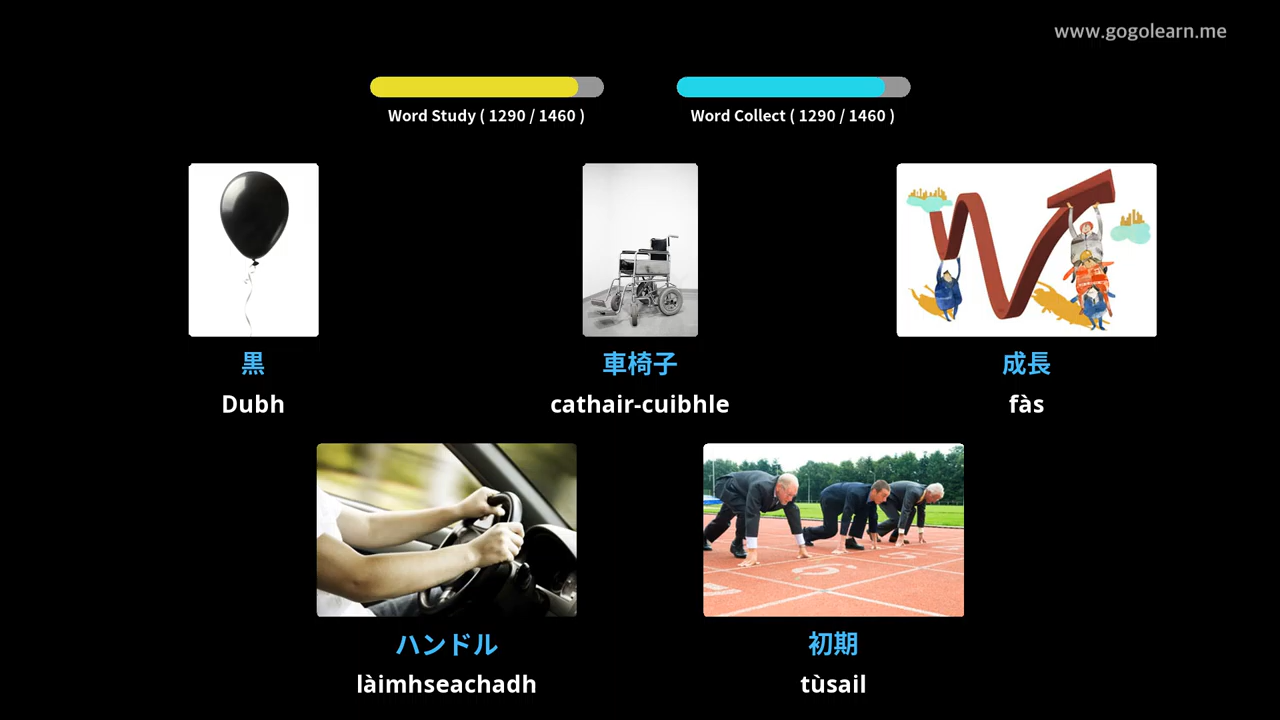 www.gogolearn.me
Word Study ( 1290 / 1460 )
Word Collect ( 1290 / 1460 )
黒
Dubh
車椅子
cathair-cuibhle
成長
fàs
ハンドル
làimhseachadh
初期
tùsail